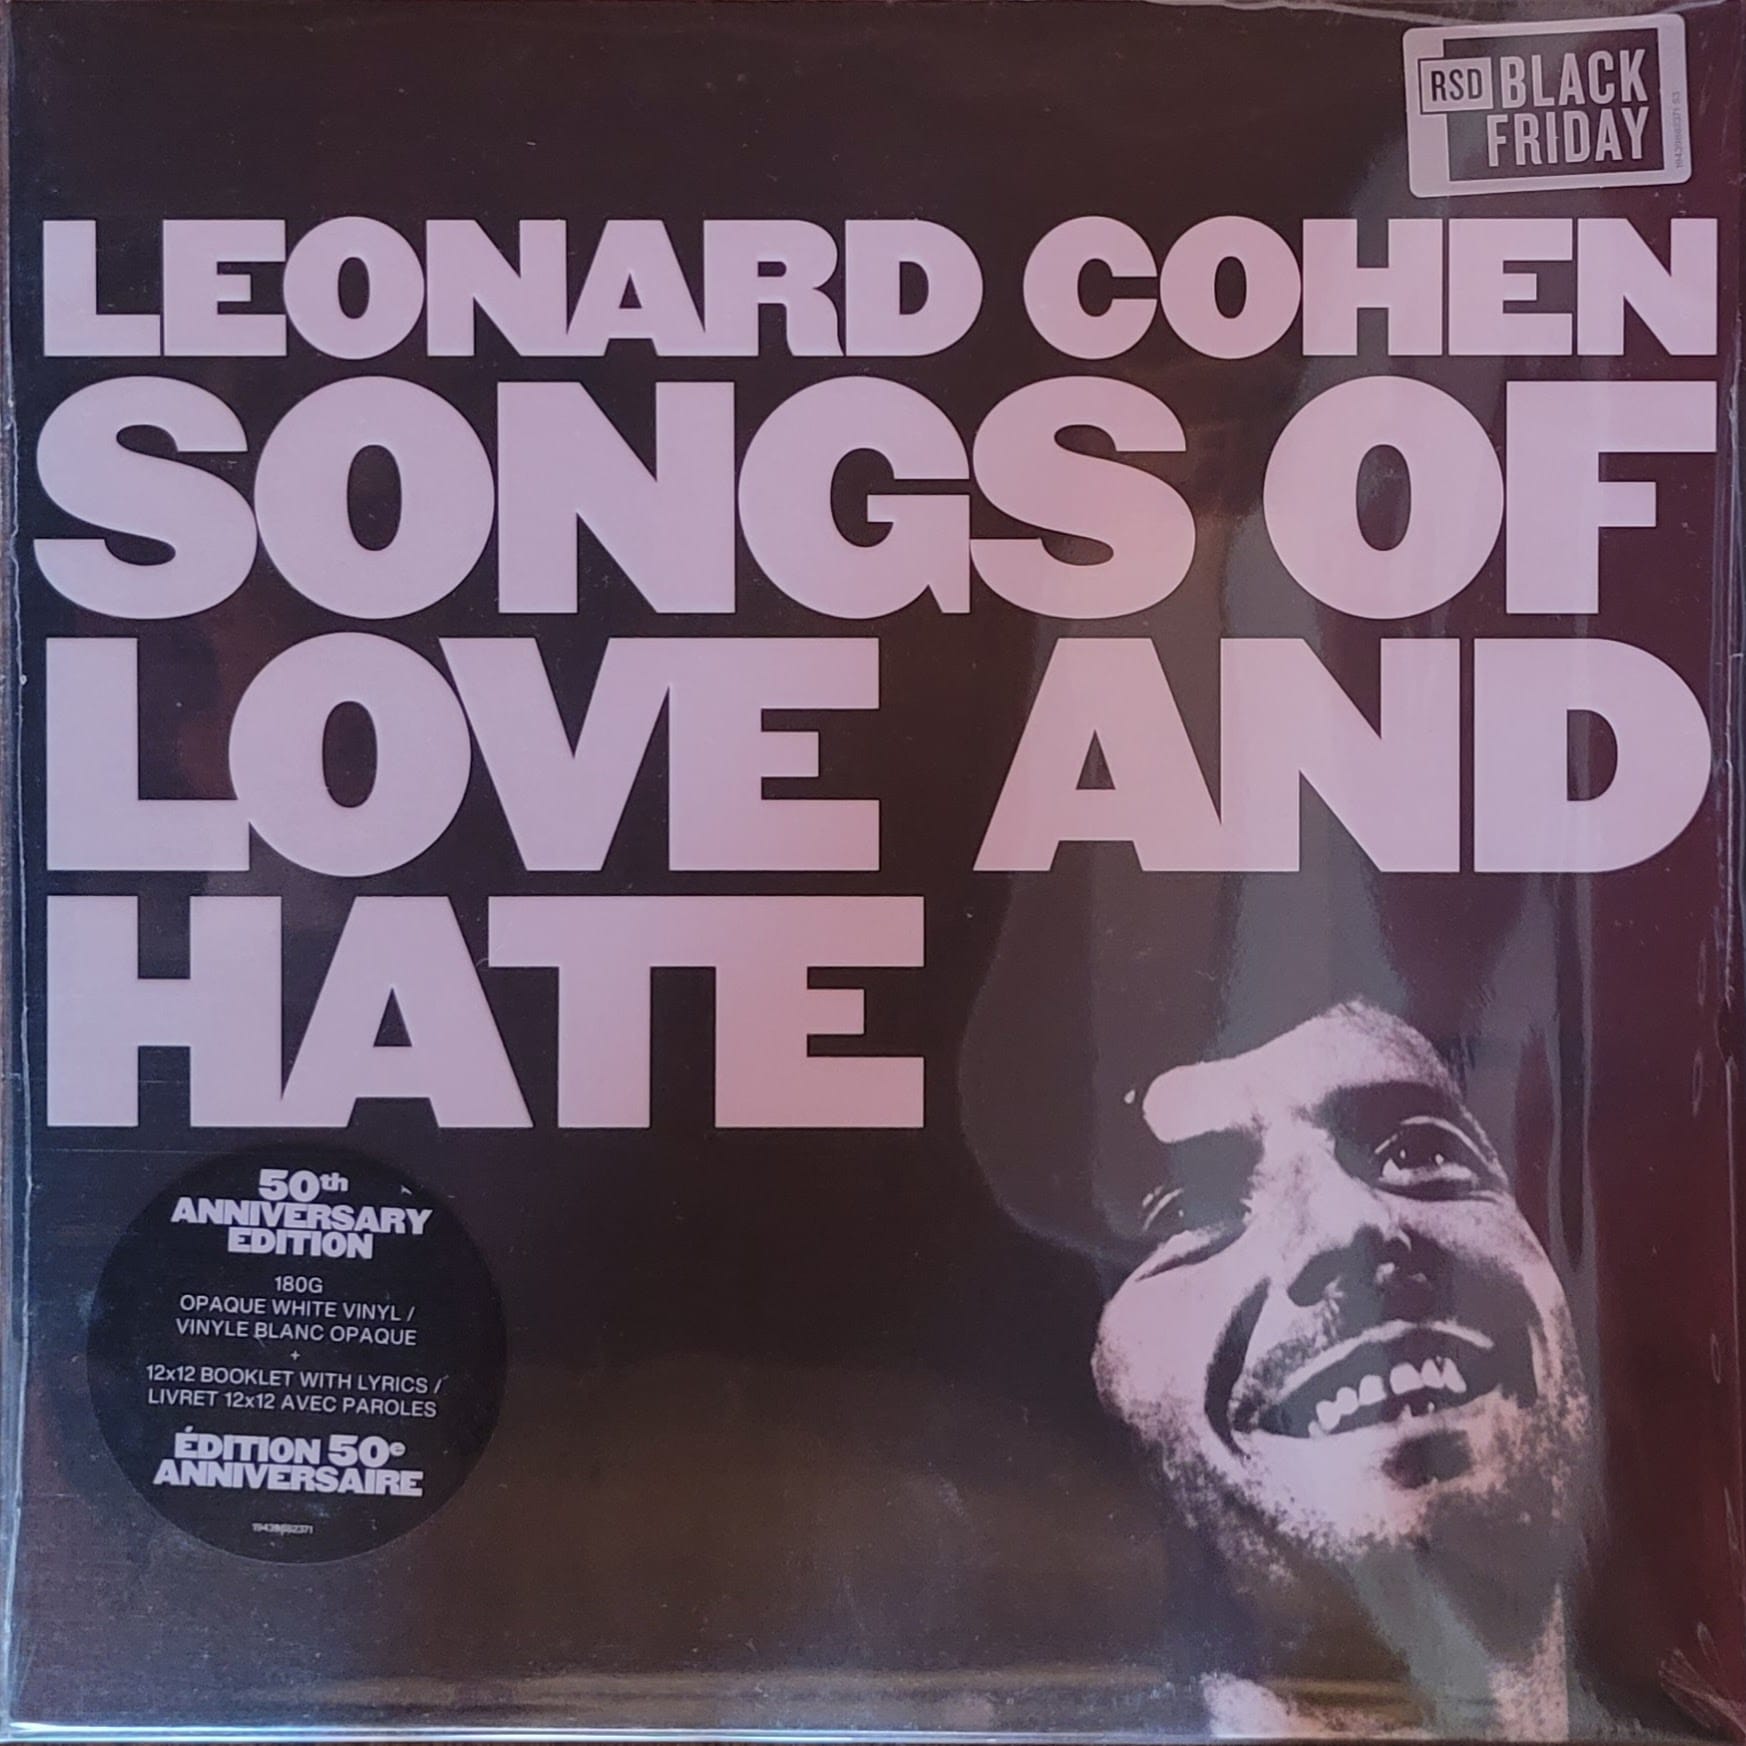 RSD BLACK
FRIDAY
LEONARD COHEN
SONGS OF
LOVE AND
HATE
50th
ANNIVERSARY
EDITION
180G
OPAQUE WHITE VINYL /
VINYLE BLANC OPAQUE
+
12x12 BOOKLET WITH LYRICS /
LIVRET 12x12 AVEC PAROLES
ÉDITION 50e
ANNIVERSAIRE